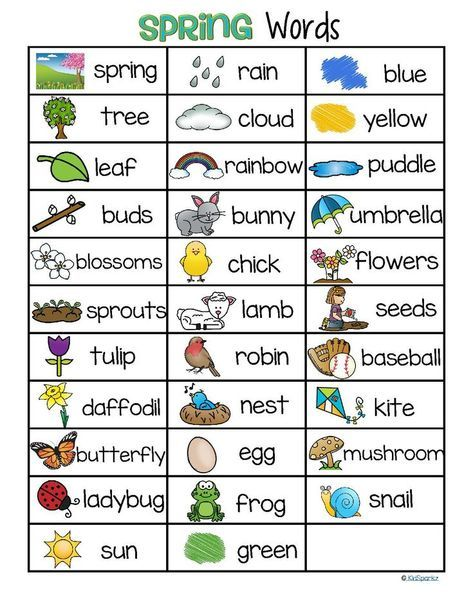 SPRING Words
spring rain blue
tree cloud yellow
leaf rainbow puddle
buds bunny umbrella
blossoms chick flowers
sprouts lamb seeds
tulip robin baseball
daffodil nest kite
butterfly egg mushroom
ladybug frog snail
sun green
© KidSparkz